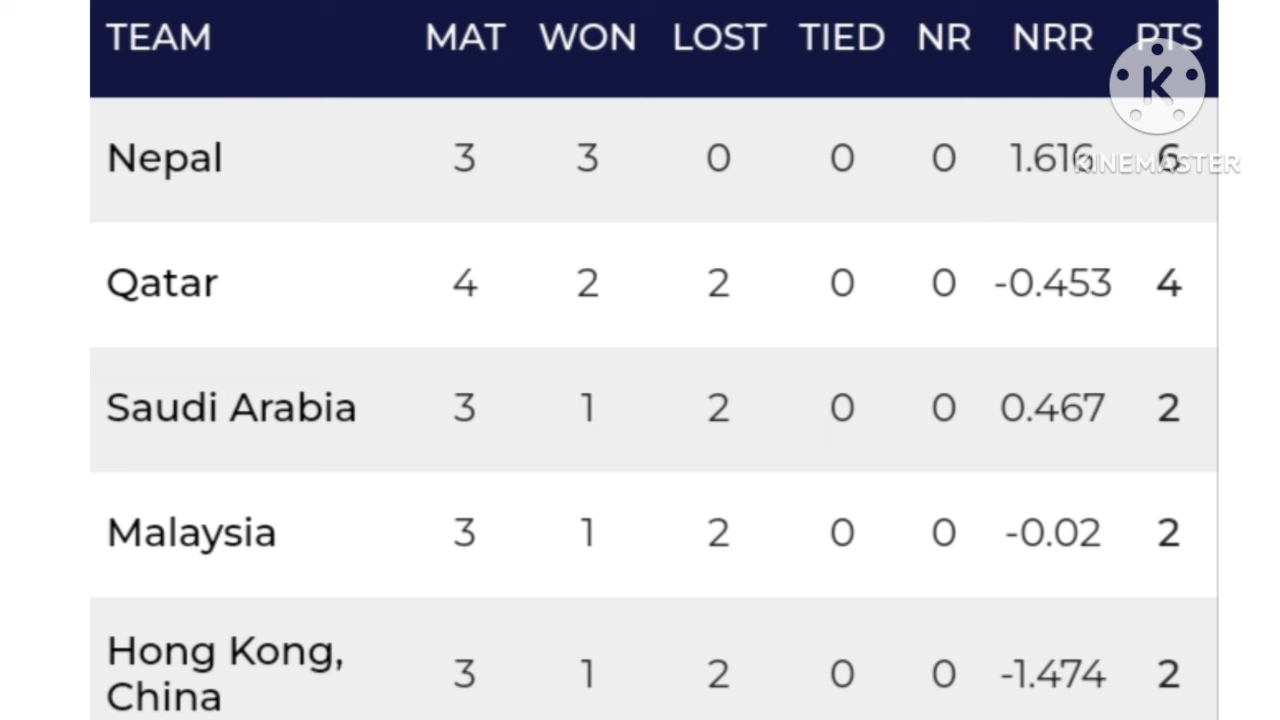 TEAM MAT WON LOST TIED NR NRR PTS
Nepal 3 3 0 0 0 1.616 6
KINEMASTER
Qatar 4 2 2 0 0 -0.453 4
Saudi Arabia 3 1 2 0 0 0.467 2
Malaysia 3 1 2 0 0 -0.02 2
Hong Kong,
China 3 1 2 0 0 -1.474 2